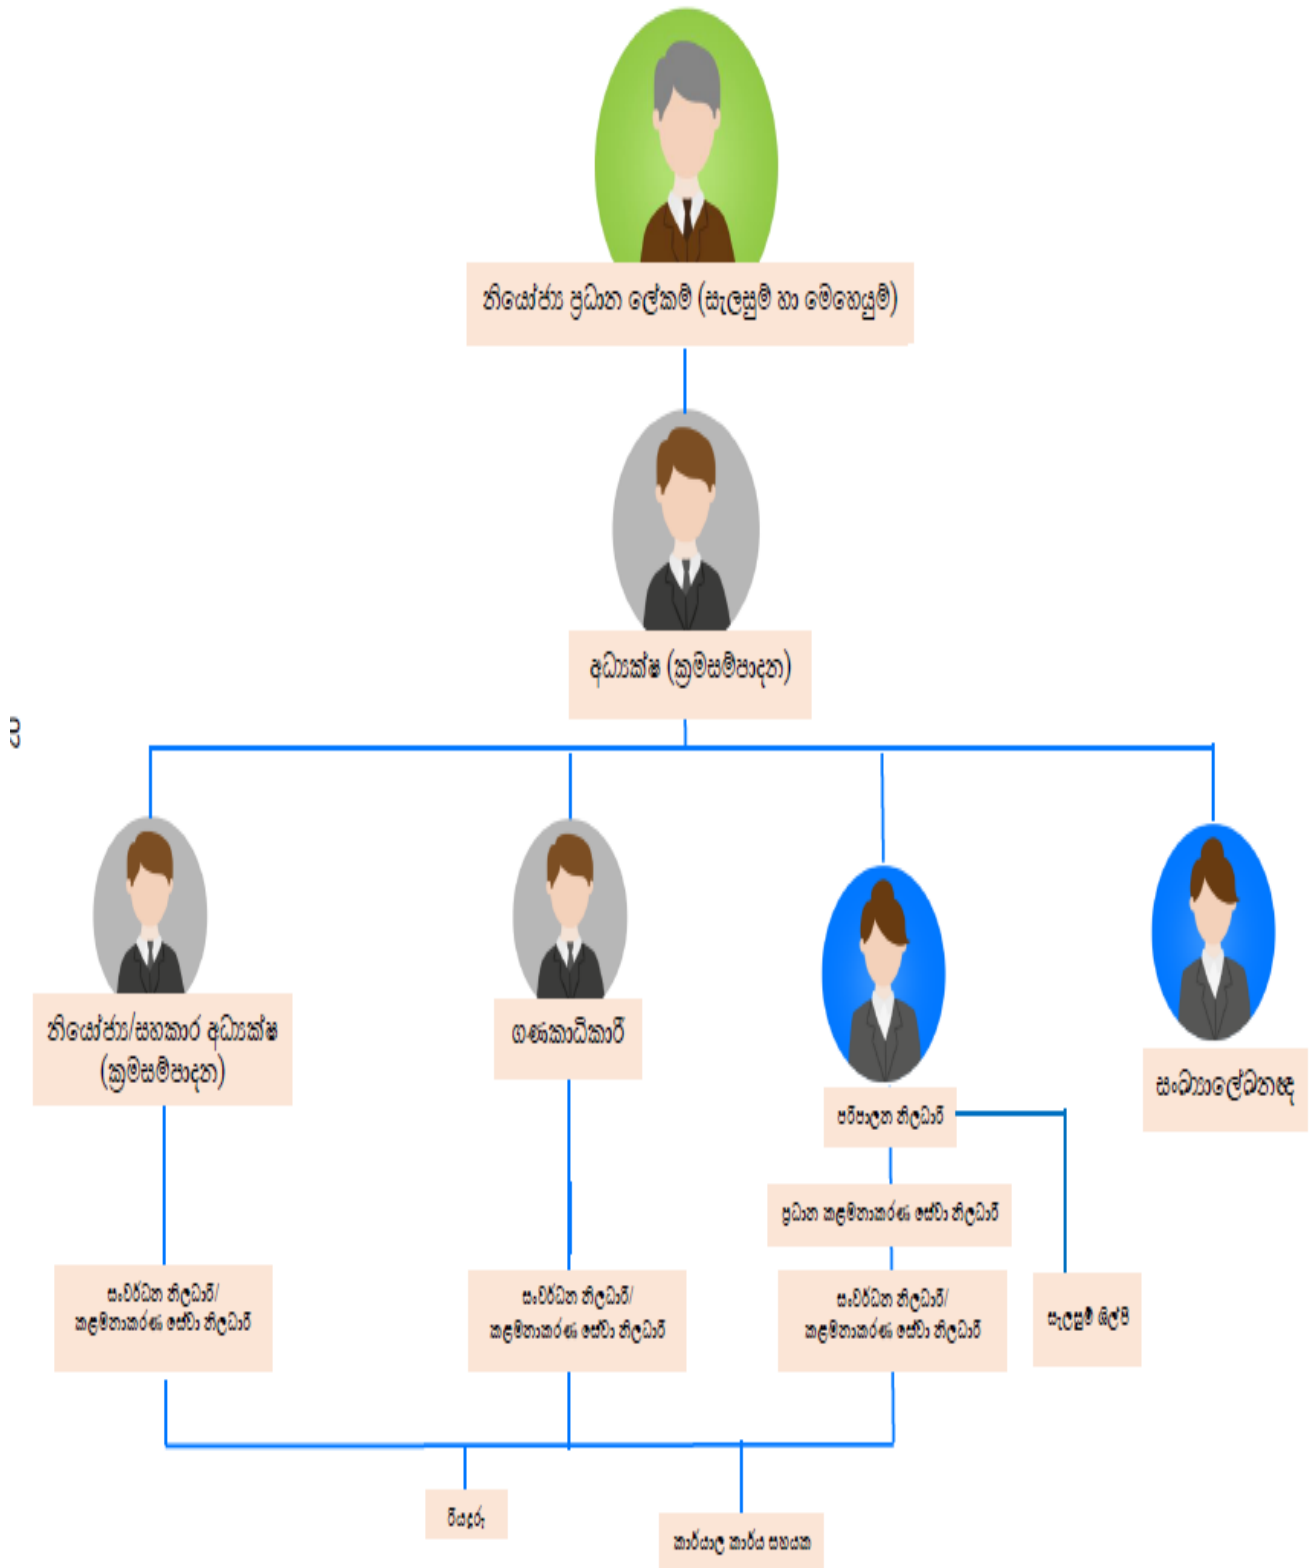 නියෝජ්‍ය ප්‍රධාන ලේකම් (සැලසුම් හා මෙහෙයුම්)
අධ්‍යක්ෂ (ක්‍රමසම්පාදන)
නියෝජ්‍ය/සහකාර අධ්‍යක්ෂ
(ක්‍රමසම්පාදන)
ගණකාධිකාරී
පරිපාලන නිලධාරී
සංඛ්‍යාලේඛනඥ
ප්‍රධාන කළමනාකරණ සේවා නිලධාරී
සංවර්ධන නිලධාරී/
කළමනාකරණ සේවා නිලධාරී
සංවර්ධන නිලධාරී/
කළමනාකරණ සේවා නිලධාරී
සංවර්ධන නිලධාරී/
කළමනාකරණ සේවා නිලධාරී
සැලසුම් ශිල්පී
රියදුරු
කාර්යාල කාර්ය සහයක